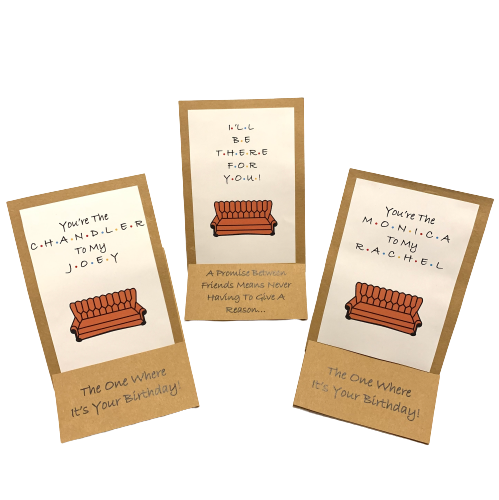 You're The
C•H•A•N•D•L•E•R
To My
J•O•E•Y
The One Where
It's Your Birthday!
I•'L•L
B•E
T•H•E•R•E
F•O•R
Y•O•U•!
A Promise Between
Friends Means Never
Having To Give A
Reason...
You're The
M•O•N•I•C•A
To My
R•A•C•H•E•L
The One Where
It's Your Birthday!